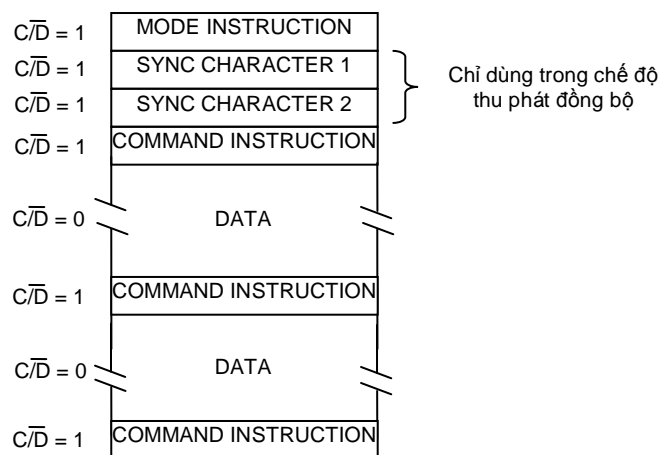 C/D̅ = 1 MODE INSTRUCTION
C/D̅ = 1 SYNC CHARACTER 1
C/D̅ = 1 SYNC CHARACTER 2
Chỉ dùng trong chế độ
thu phát đồng bộ
C/D̅ = 1 COMMAND INSTRUCTION
C/D̅ = 0 DATA
C/D̅ = 1 COMMAND INSTRUCTION
C/D̅ = 0 DATA
C/D̅ = 1 COMMAND INSTRUCTION